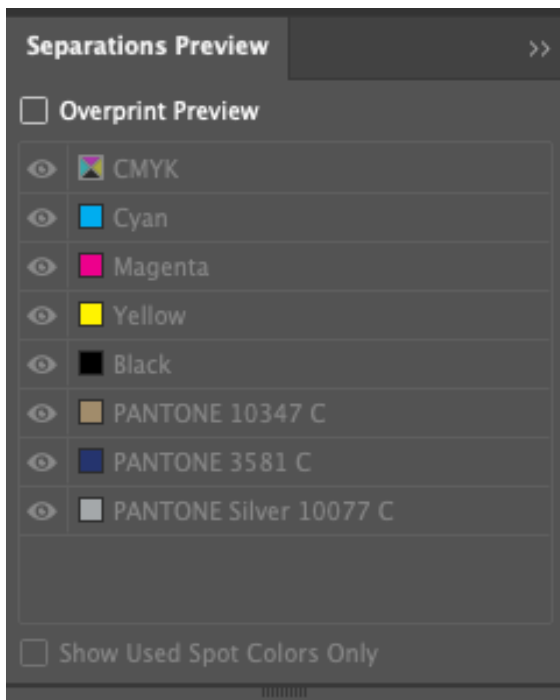 Separations Preview
Overprint Preview
CMYK
Cyan
Magenta
Yellow
Black
PANTONE 10347 C
PANTONE 3581 C
PANTONE Silver 10077 C
Show Used Spot Colors Only